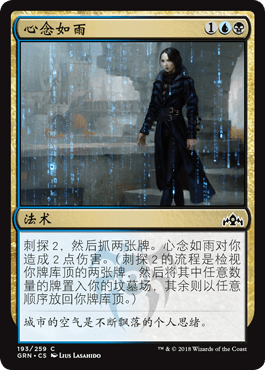 心念如雨
1
法术
刺探2，然后抓两张牌。心念如雨对你
造成2点伤害。（刺探2的流程是检视
你牌库顶的两张牌，然后将其中任意数
量的牌置入你的坟墓场，其余则以任意
顺序放回你牌库顶。）
城市的空气是不断飘落的个人思绪。
193/259 C
GRN • CS LIUS LASAHIDO
™ & © 2018 Wizards of the Coast